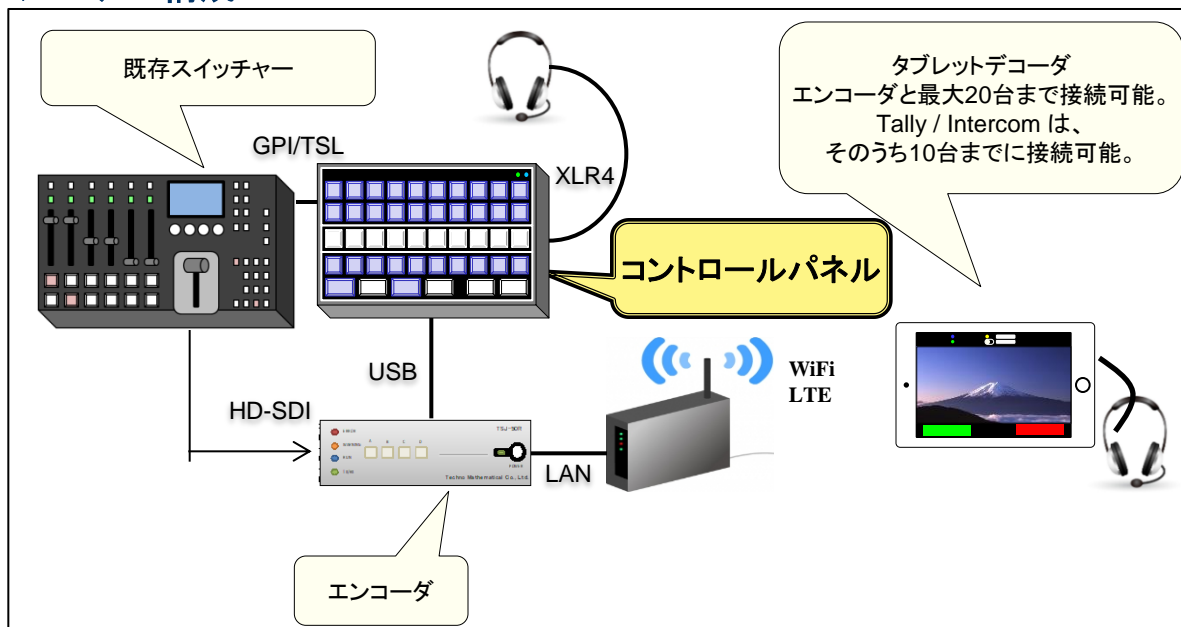 既存スイッチャー
タブレットデコーダ
エンコーダと最大20台まで接続可能。
Tally / Intercom は、
そのうち10台までに接続可能。
GPI/TSL
XLR4
コントロールパネル
USB
WiFi
LTE
HD-SDI
LAN
Techno Mathematical Co., Ltd
エンコーダ